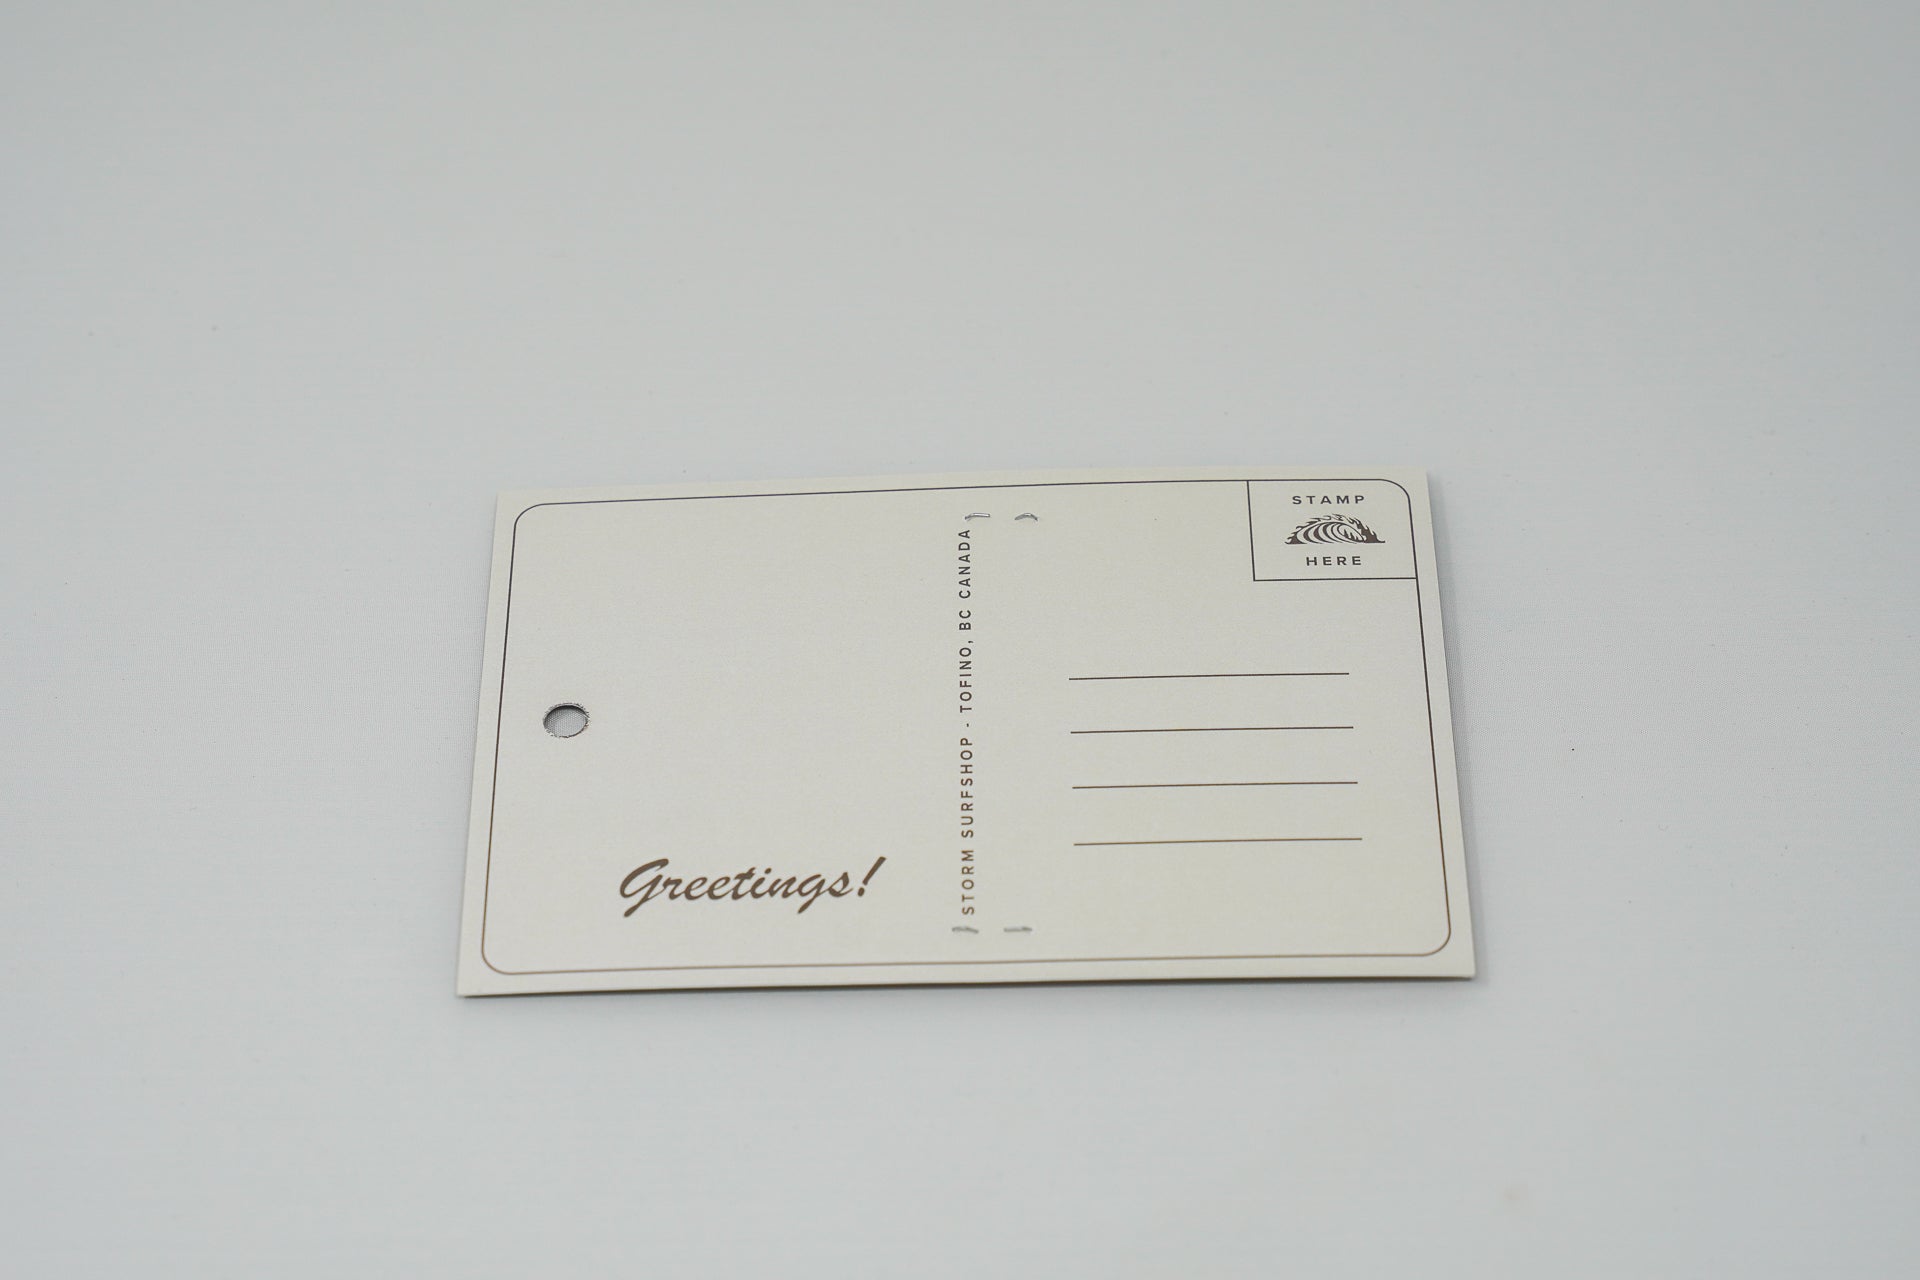 Greetings!
STORM SURFSHOP - TOFINO, BC CANADA
STAMP
HERE